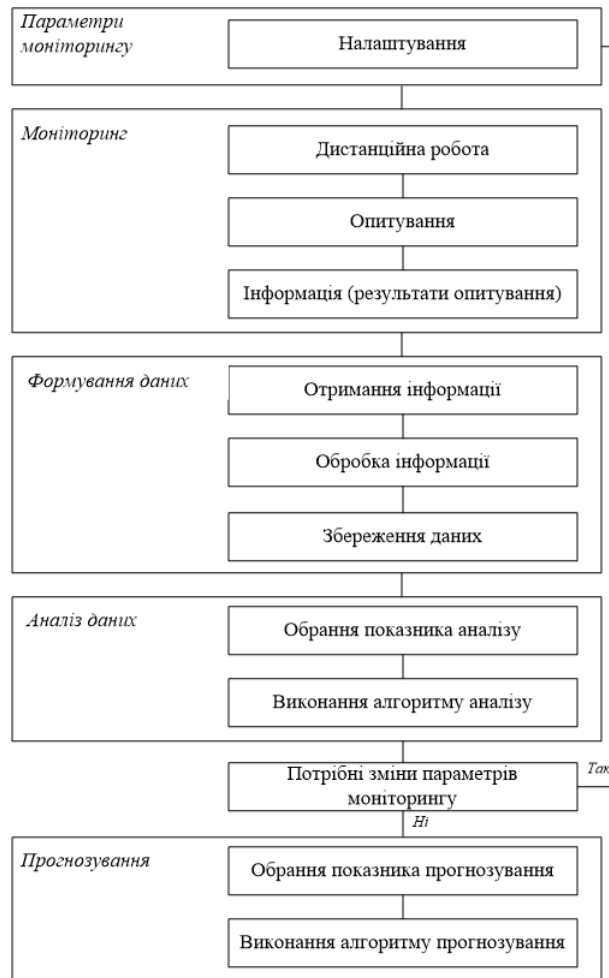 Параметри
моніторингу
Налаштування
Моніторинг
Дистанційна робота
Опитування
Інформація (результати опитування)
Формування даних
Отримання інформації
Обробка інформації
Збереження даних
Аналіз даних
Обрання показника аналізу
Виконання алгоритму аналізу
Потрібні зміни параметрів
моніторингу
Так
Ні
Прогнозування
Обрання показника прогнозування
Виконання алгоритму прогнозування